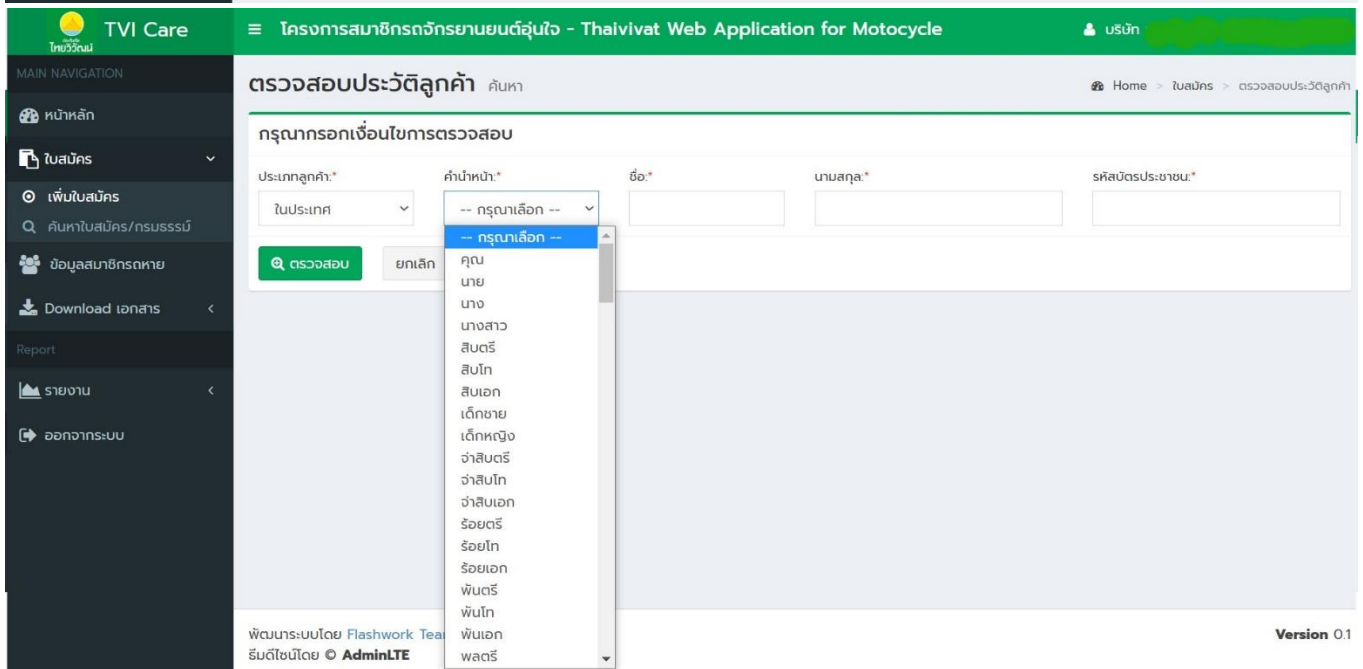 ไทยวิวัฒน์
TVI Care
โครงการสมาชิกรถจักรยานยนต์อุ่นใจ - Thaivivat Web Application for Motocycle
บริษัท
MAIN NAVIGATION
หน้าหลัก
ใบสมัคร
เพิ่มใบสมัคร
ค้นหาใบสมัคร/กรมธรรม์
ข้อมูลสมาชิกรถหาย
Download เอกสาร
Report
รายงาน
ออกจากระบบ
ตรวจสอบประวัติลูกค้า ค้นหา
Home > ใบสมัคร > ตรวจสอบประวัติลูกค้า
กรุณากรอกเงื่อนไขการตรวจสอบ
ประเภทลูกค้า:* คำนำหน้า:* ชื่อ:* นามสกุล:* รหัสบัตรประชาชน:*
ในประเทศ -- กรุณาเลือก --
ตรวจสอบ ยกเลิก
-- กรุณาเลือก --
คุณ
นาย
นาง
นางสาว
สิบตรี
สิบโท
สิบเอก
เด็กชาย
เด็กหญิง
จ่าสิบตรี
จ่าสิบโท
จ่าสิบเอก
ร้อยตรี
ร้อยโท
ร้อยเอก
พันตรี
พันโท
พันเอก
พลตรี
พัฒนาระบบโดย Flashwork Tea
ธีมดีไซน์โดย © AdminLTE
Version 0.1